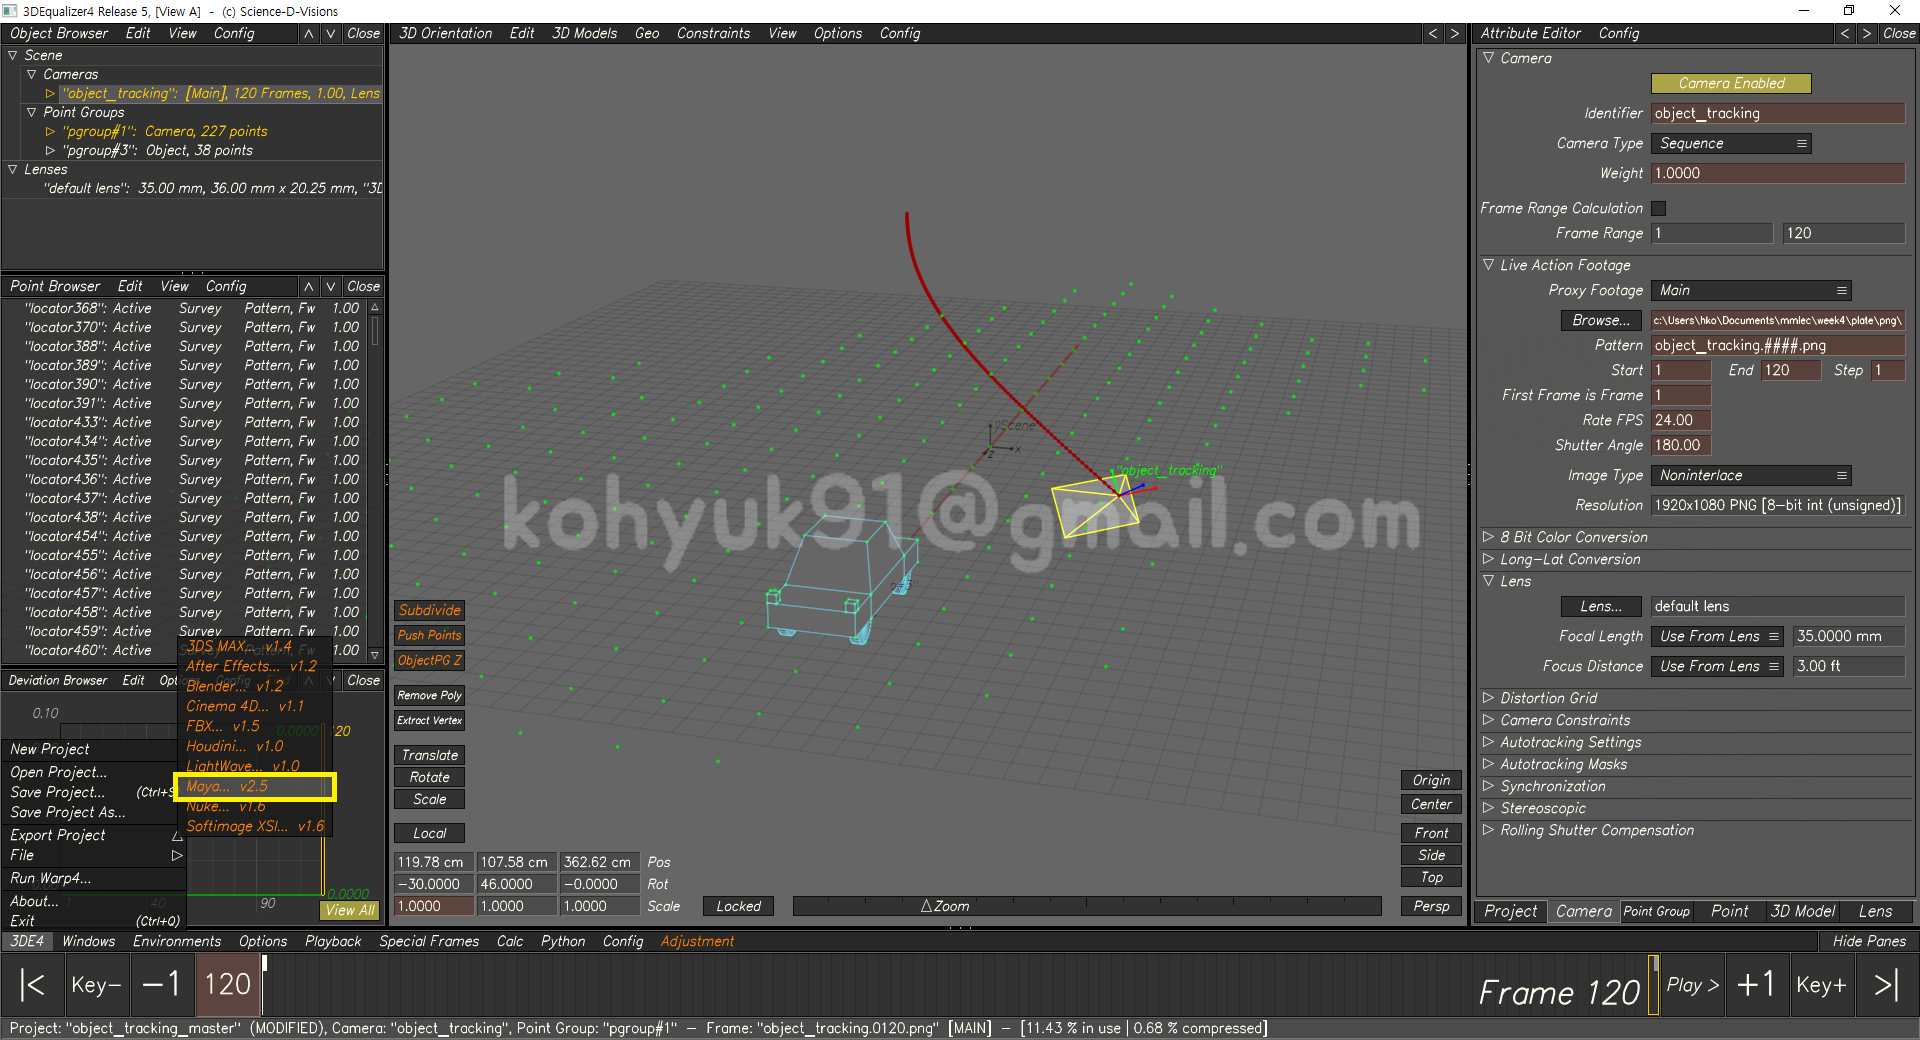 3DEqualizer4 Release 5, [View A]  -  (c) Science-D-Visions
Object Browser Edit View Config Close
Scene
Cameras
"object_tracking": [Main], 120 Frames, 1.00, Lens
Point Groups
"pgroup#1": Camera, 227 points
"pgroup#3": Object, 38 points
Lenses
"default lens": 35.00 mm, 36.00 mm x 20.25 mm, "3D
Point Browser Edit View Config Close
"locator368": Active Survey Pattern, Fw 1.00
"locator370": Active Survey Pattern, Fw 1.00
"locator388": Active Survey Pattern, Fw 1.00
"locator389": Active Survey Pattern, Fw 1.00
"locator390": Active Survey Pattern, Fw 1.00
"locator391": Active Survey Pattern, Fw 1.00
"locator433": Active Survey Pattern, Fw 1.00
"locator434": Active Survey Pattern, Fw 1.00
"locator435": Active Survey Pattern, Fw 1.00
"locator436": Active Survey Pattern, Fw 1.00
"locator437": Active Survey Pattern, Fw 1.00
"locator438": Active Survey Pattern, Fw 1.00
"locator454": Active Survey Pattern, Fw 1.00
"locator455": Active Survey Pattern, Fw 1.00
"locator456": Active Survey Pattern, Fw 1.00
"locator457": Active Survey Pattern, Fw 1.00
"locator458": Active Survey Pattern, Fw 1.00
"locator459": Active Survey Pattern, Fw 1.00
"locator460": Active Pattern, Fw 1.00
Deviation Browser Edit Config Close
0.10
0.0000 120
40 90
0.0000
View All
3DS MAX... v1.4
After Effects... v1.2
Blender... v1.2
Cinema 4D... v1.1
FBX... v1.5
Houdini... v1.0
LightWave... v1.0
Maya... v2.5
Nuke... v1.6
Softimage XSI... v1.6
New Project
Open Project...
Save Project... (Ctrl+S
Save Project As...
Export Project
File
Run Warp4...
About...
Exit (Ctrl+Q)
3D Orientation Edit 3D Models Geo Constraints View Options Config < >
"Scene
x
z
"object_tracking"
kohyuk91@gmail.com
Subdivide
Push Points
ObjectPG Z
Remove Poly
Extract Vertex
Translate
Rotate
Scale
Local
119.78 cm 107.58 cm 362.62 cm Pos
-30.0000 46.0000 -0.0000 Rot
1.0000 1.0000 1.0000 Scale
Locked
Zoom
Origin
Center
Front
Side
Top
Persp
Attribute Editor Config < > Close
Camera
Camera Enabled
Identifier object_tracking
Camera Type Sequence
Weight 1.0000
Frame Range Calculation
Frame Range 1 120
Live Action Footage
Proxy Footage Main
Browse... c:\Users\hko\Documents\mmlec\week4\plate\png\
Pattern object_tracking.####.png
Start 1 End 120 Step 1
First Frame is Frame 1
Rate FPS 24.00
Shutter Angle 180.00
Image Type Noninterlace
Resolution 1920x1080 PNG [8-bit int (unsigned)]
8 Bit Color Conversion
Long-Lat Conversion
Lens
Lens... default lens
Focal Length Use From Lens 35.0000 mm
Focus Distance Use From Lens 3.00 ft
Distortion Grid
Camera Constraints
Autotracking Settings
Autotracking Masks
Synchronization
Stereoscopic
Rolling Shutter Compensation
Project Camera Point Group Point 3D Model Lens
3DE4 Windows Environments Options Playback Special Frames Calc Python Config Adjustment Hide Panes
|< Key- -1 120 Frame 120 Play > +1 Key+ >|
Project: "object_tracking_master" (MODIFIED), Camera: "object_tracking", Point Group: "pgroup#1" - Frame: "object_tracking.0120.png" [MAIN] - [11.43 % in use | 0.68 % compressed]